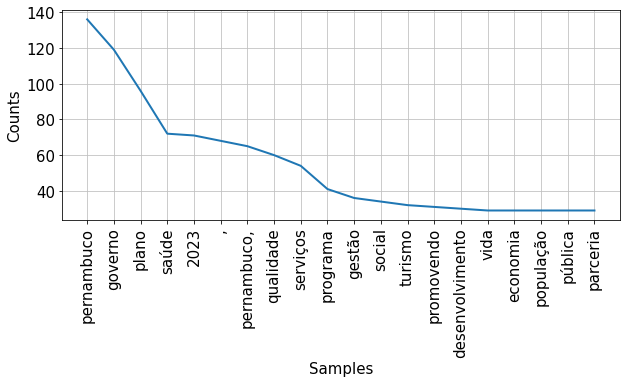 140
120
100
80
60
40
Counts
pernambuco
governo
plano
saúde
2023
,
pernambuco,
qualidade
serviços
programa
gestão
social
turismo
promovendo
desenvolvimento
vida
economia
população
pública
parceria
Samples